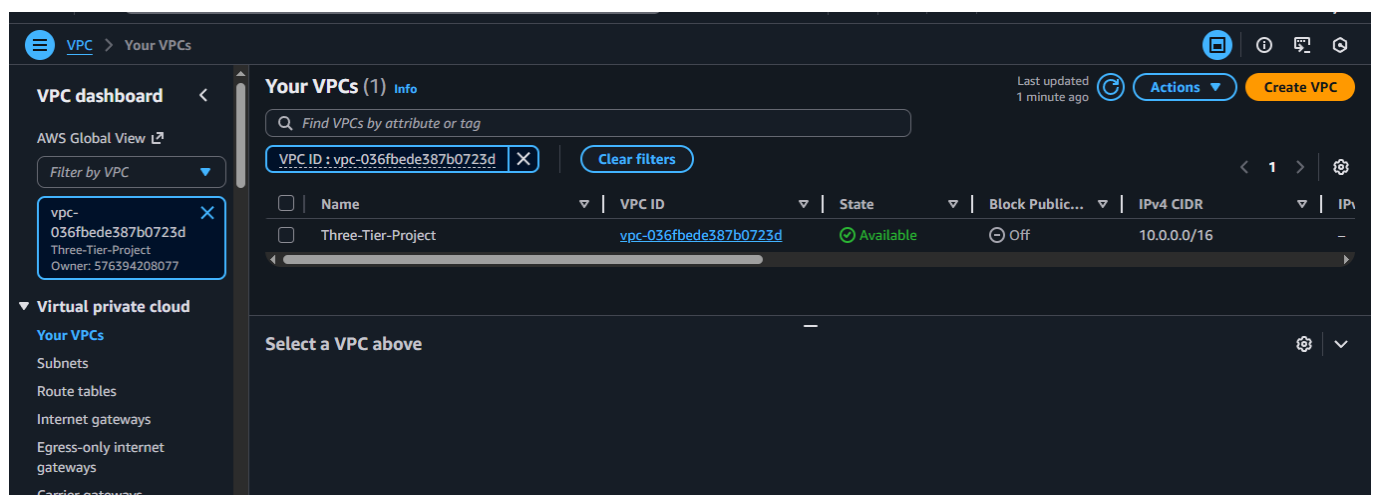 VPC > Your VPCs
VPC dashboard
AWS Global View
Filter by VPC
vpc-
036fbede387b0723d
Three-Tier-Project
Owner: 576394208077
Virtual private cloud
Your VPCs
Subnets
Route tables
Internet gateways
Egress-only internet
gateways
Carrier gateways
Your VPCs (1) Info
Last updated
1 minute ago
Actions
Create VPC
Find VPCs by attribute or tag
VPC ID : vpc-036fbede387b0723d
Clear filters
1
Name VPC ID State Block Public... IPv4 CIDR
Three-Tier-Project vpc-036fbede387b0723d Available Off 10.0.0.0/16 –
Select a VPC above